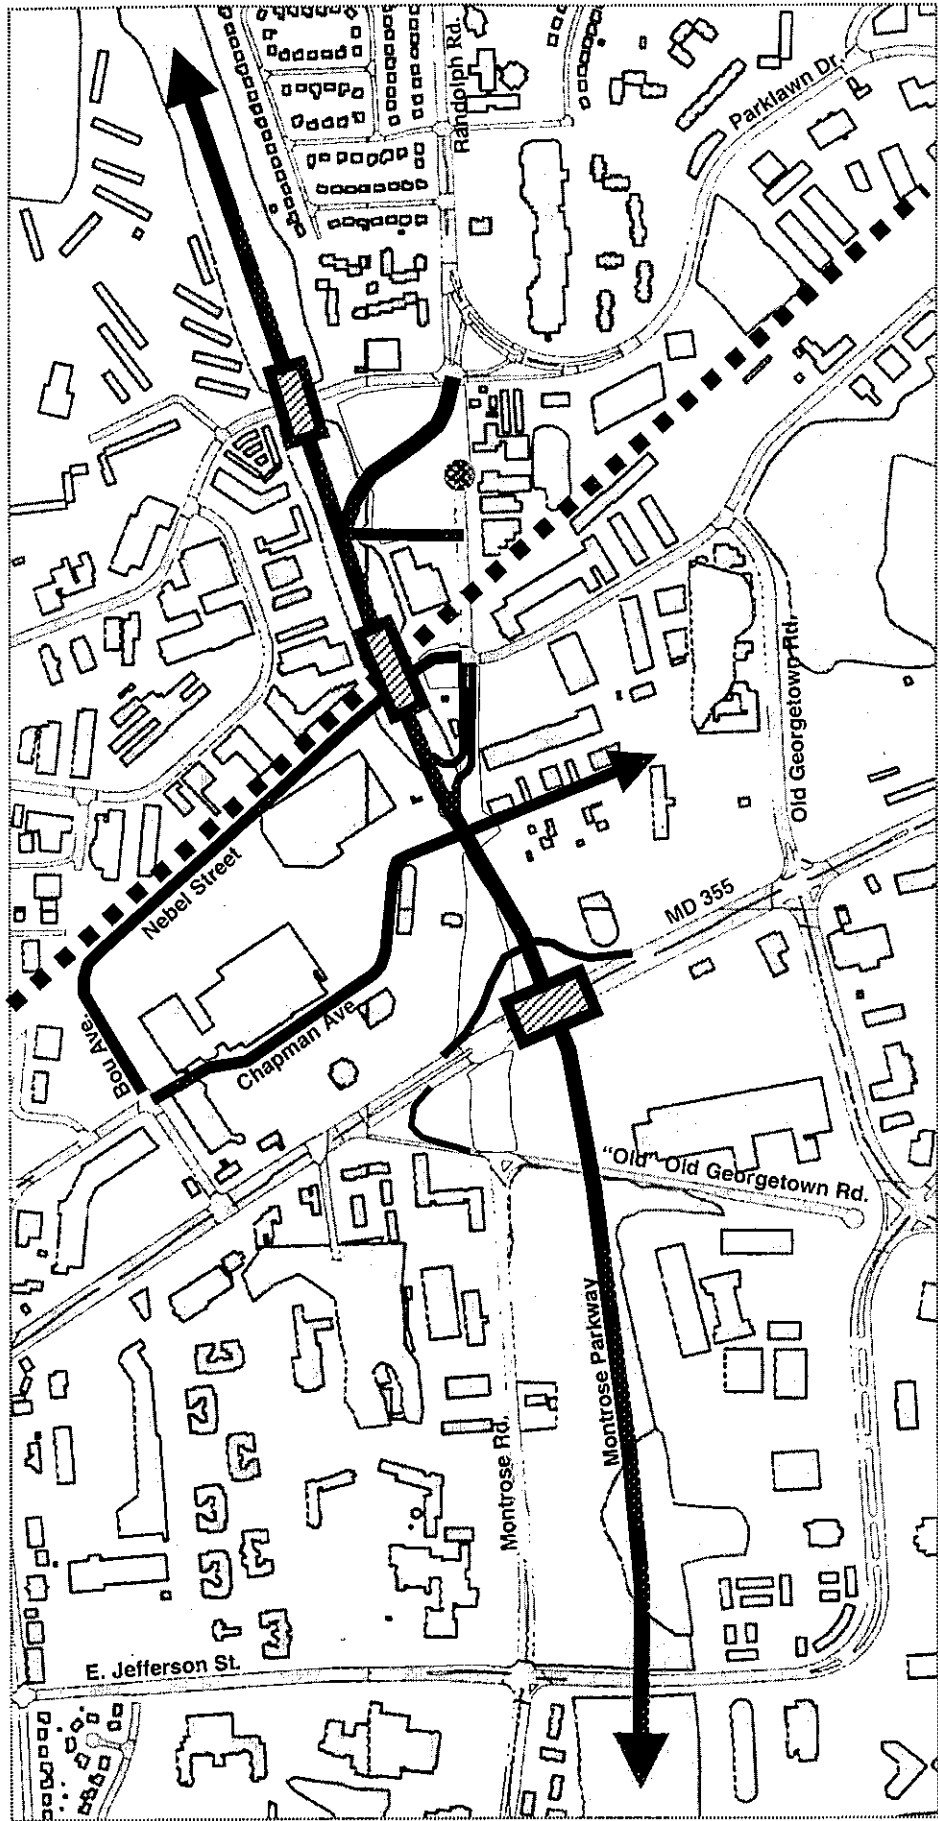 Randolph Rd.
Parklawn Dr.
Old Georgetown Rd.
MD 355
Nebel Street
Bou Ave.
Chapman Ave.
"Old" Old Georgetown Rd.
Montrose Parkway
Montrose Rd.
E. Jefferson St.